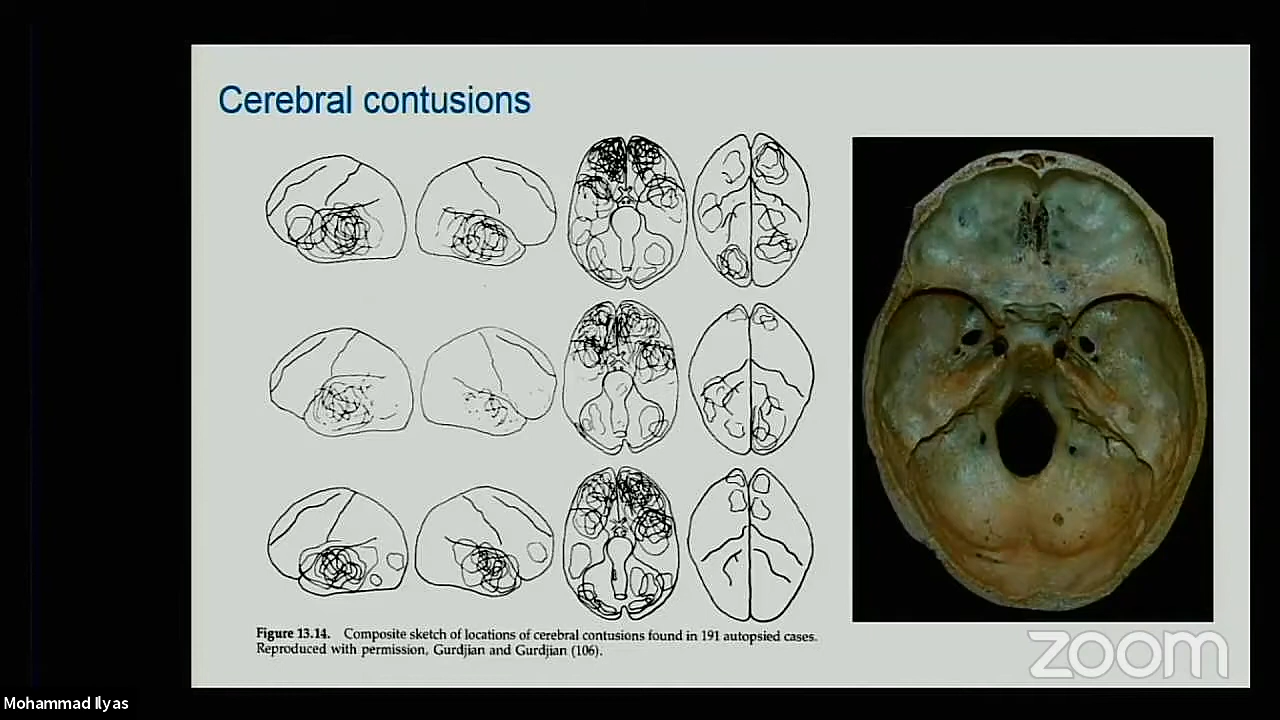 Cerebral contusions
Figure 13.14. Composite sketch of locations of cerebral contusions found in 191 autopsied cases.
Reproduced with permission, Gurdjian and Gurdjian (106).
zoom
Mohammad Ilyas